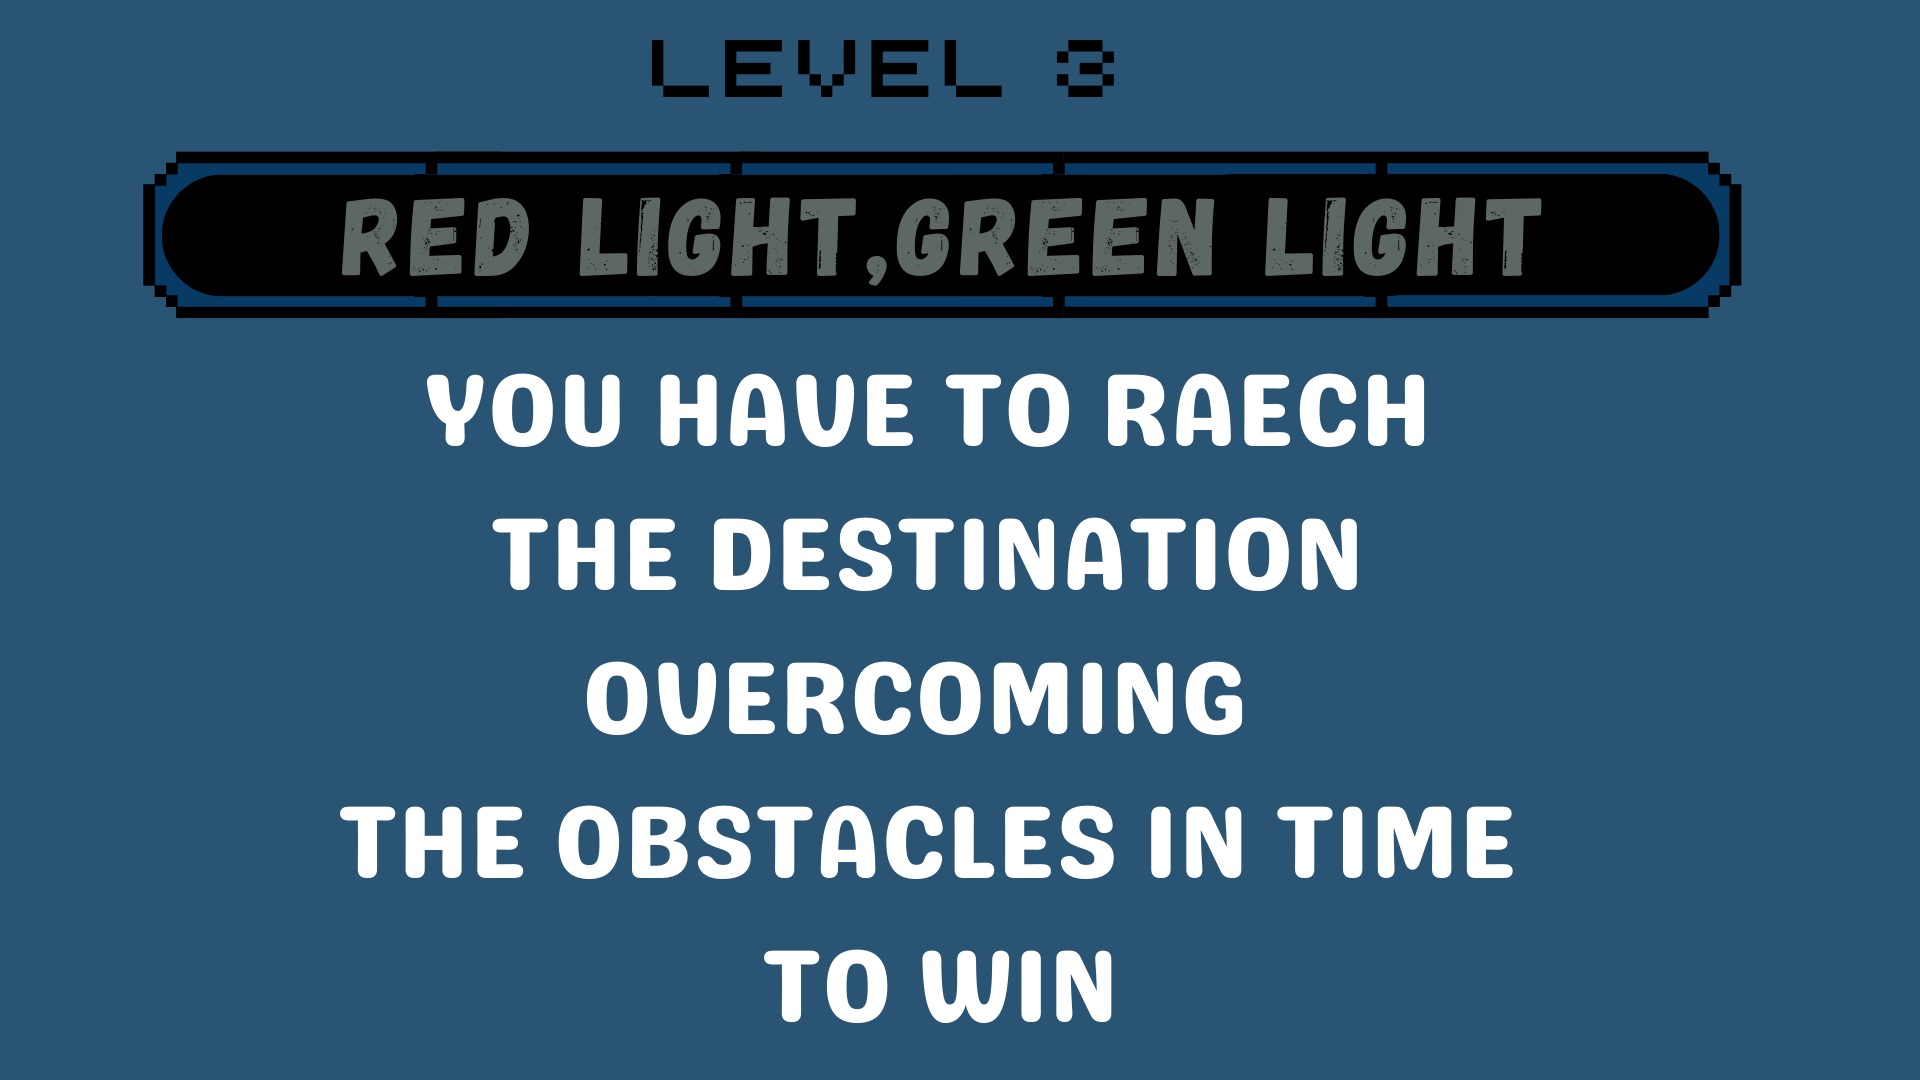 LEVEL 3
RED LIGHT,GREEN LIGHT
YOU HAVE TO RAECH
THE DESTINATION
OVERCOMING
THE OBSTACLES IN TIME
TO WIN